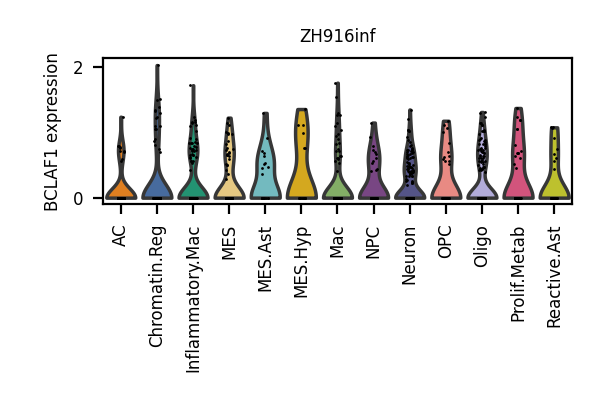 ZH916inf
BCLAF1 expression
2
0
AC
Chromatin.Reg
Inflammatory.Mac
MES
MES.Ast
MES.Hyp
Mac
NPC
Neuron
OPC
Oligo
Prolif.Metab
Reactive.Ast